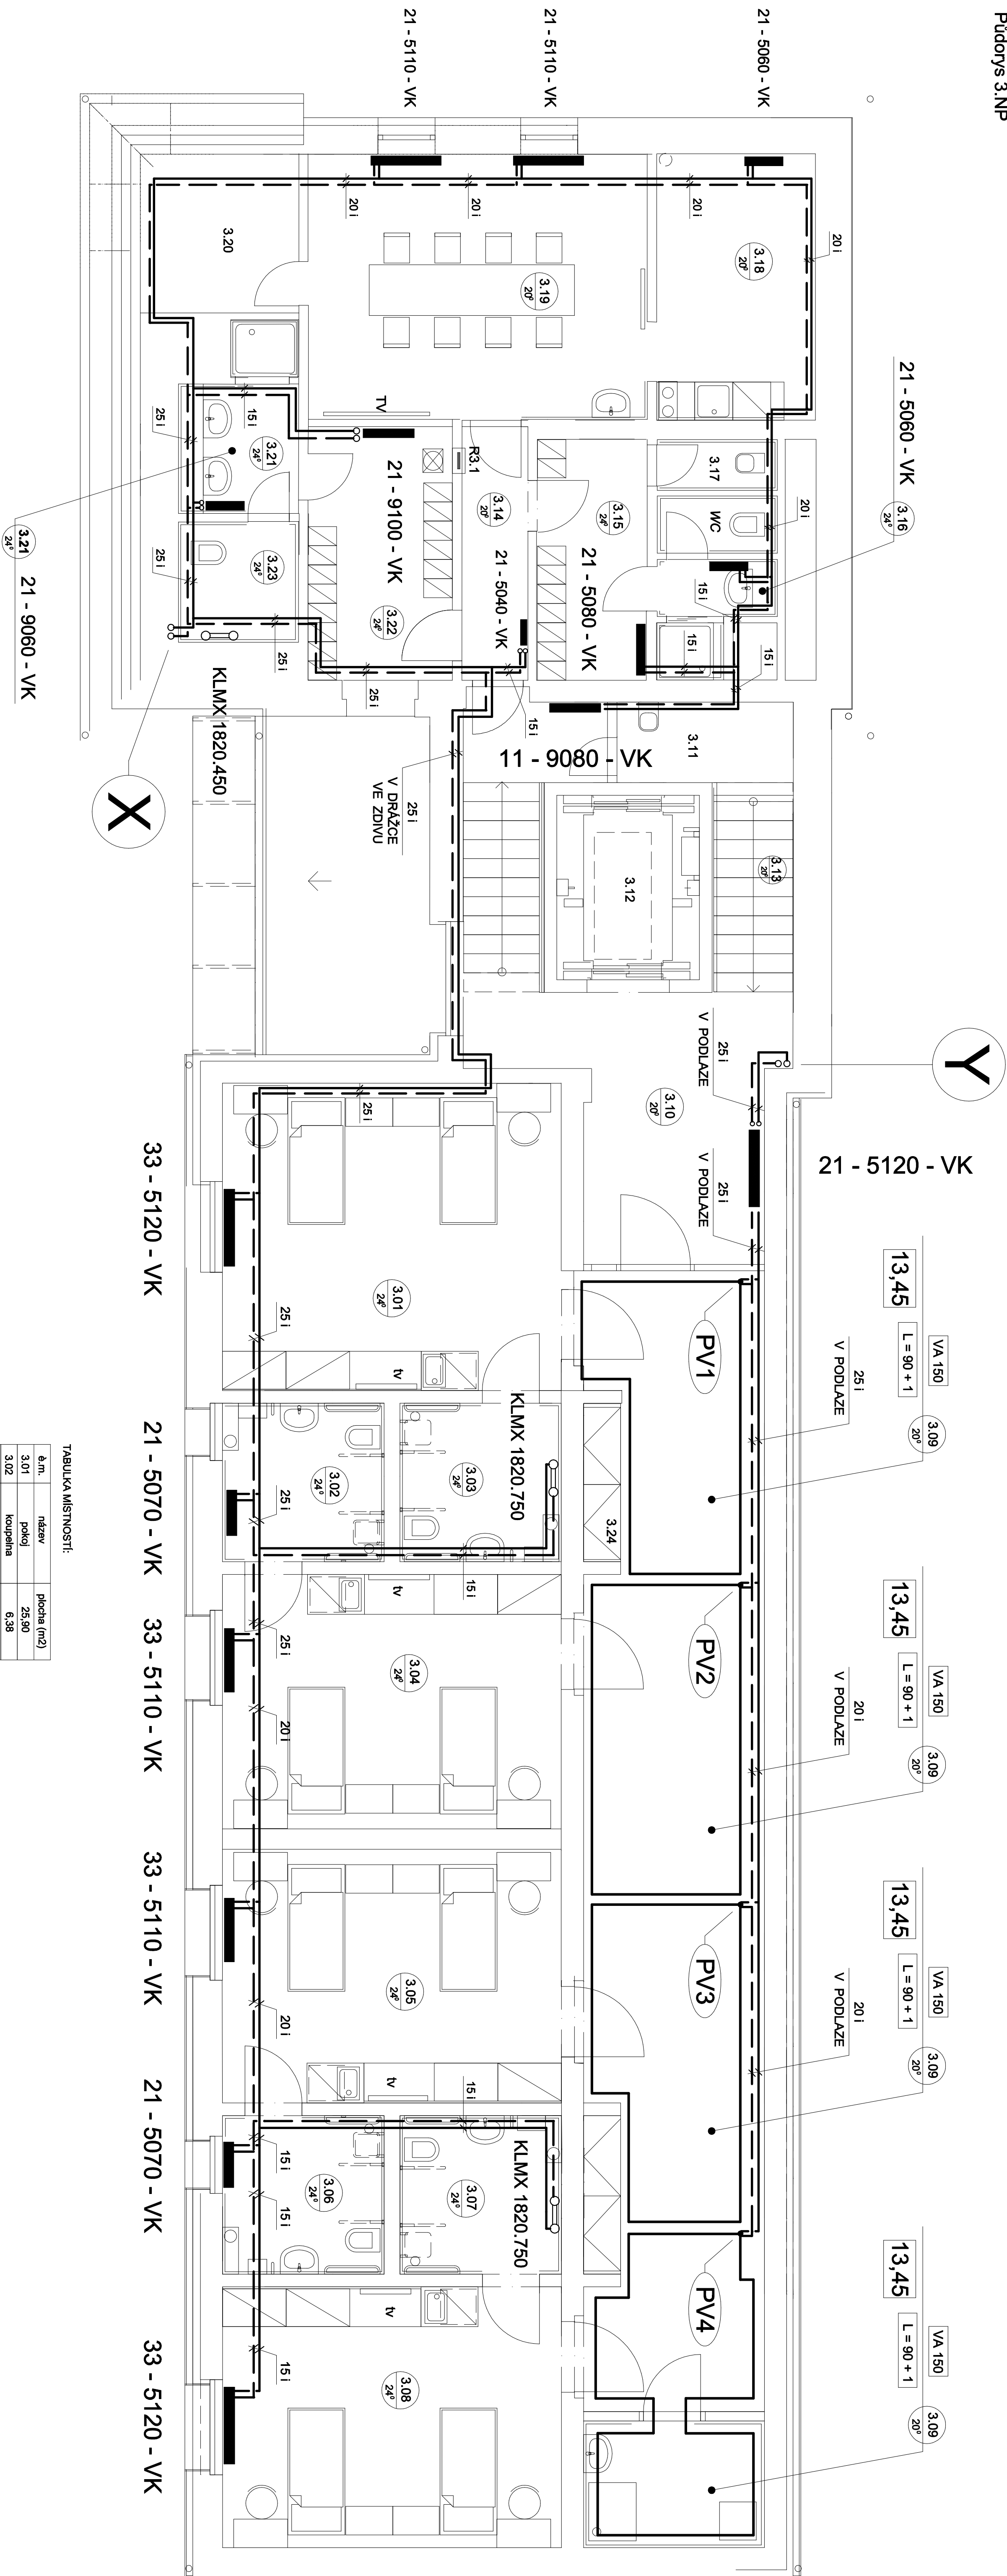 Půdorys 3.NP
21 - 5110 - VK
21 - 5110 - VK
21 - 5060 - VK
20 i
20 i
20 i
20 i
3.20
3.19
20°
3.18
20°
21 - 5060 - VK
3.16
24°
TV
R3.1
15 i
25 i
3.21
24°
3.17
WC
20 i
15 i
3.14
20°
3.15
24°
21 - 9100 - VK
21 - 5040 - VK
21 - 5080 - VK
3.22
24°
3.23
24°
25 i
25 i
25 i
15 i
15 i
15 i
3.21
24°
21 - 9060 - VK
KLMX 1820.450
X
3.11
11 - 9080 - VK
25 i
V DRÁŽCE
VE ZDIVU
3.12
3.13
20°
Y
25 i
V PODLAZE
25 i
V PODLAZE
3.10
20°
21 - 5120 - VK
25 i
33 - 5120 - VK
3.01
24°
25 i
tv
PV1
13,45
VA 150
L = 90 + 1
3.09
20°
25 i
V PODLAZE
KLMX 1820.750
3.03
24°
3.02
24°
25 i
15 i
21 - 5070 - VK
3.24
tv
25 i
33 - 5110 - VK
3.04
24°
20 i
PV2
13,45
VA 150
L = 90 + 1
3.09
20°
20 i
V PODLAZE
33 - 5110 - VK
3.05
24°
20 i
tv
PV3
13,45
VA 150
L = 90 + 1
3.09
20°
20 i
V PODLAZE
15 i
KLMX 1820.750
3.07
24°
3.06
24°
15 i
15 i
21 - 5070 - VK
tv
15 i
3.08
24°
33 - 5120 - VK
PV4
13,45
VA 150
L = 90 + 1
3.09
20°
TABULKA MÍSTNOSTÍ:
è.m. název plocha (m2)
3.01 pokoj 25,90
3.02 koupelna 6,38